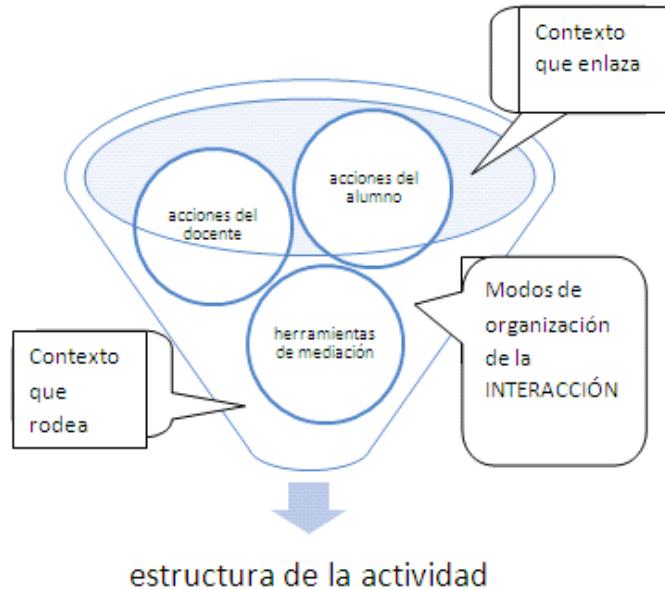 Contexto
que enlaza
acciones del
alumno
acciones del
docente
Modos de
organización
de la
INTERACCIÓN
herramientas
de mediación
Contexto
que
rodea
estructura de la actividad